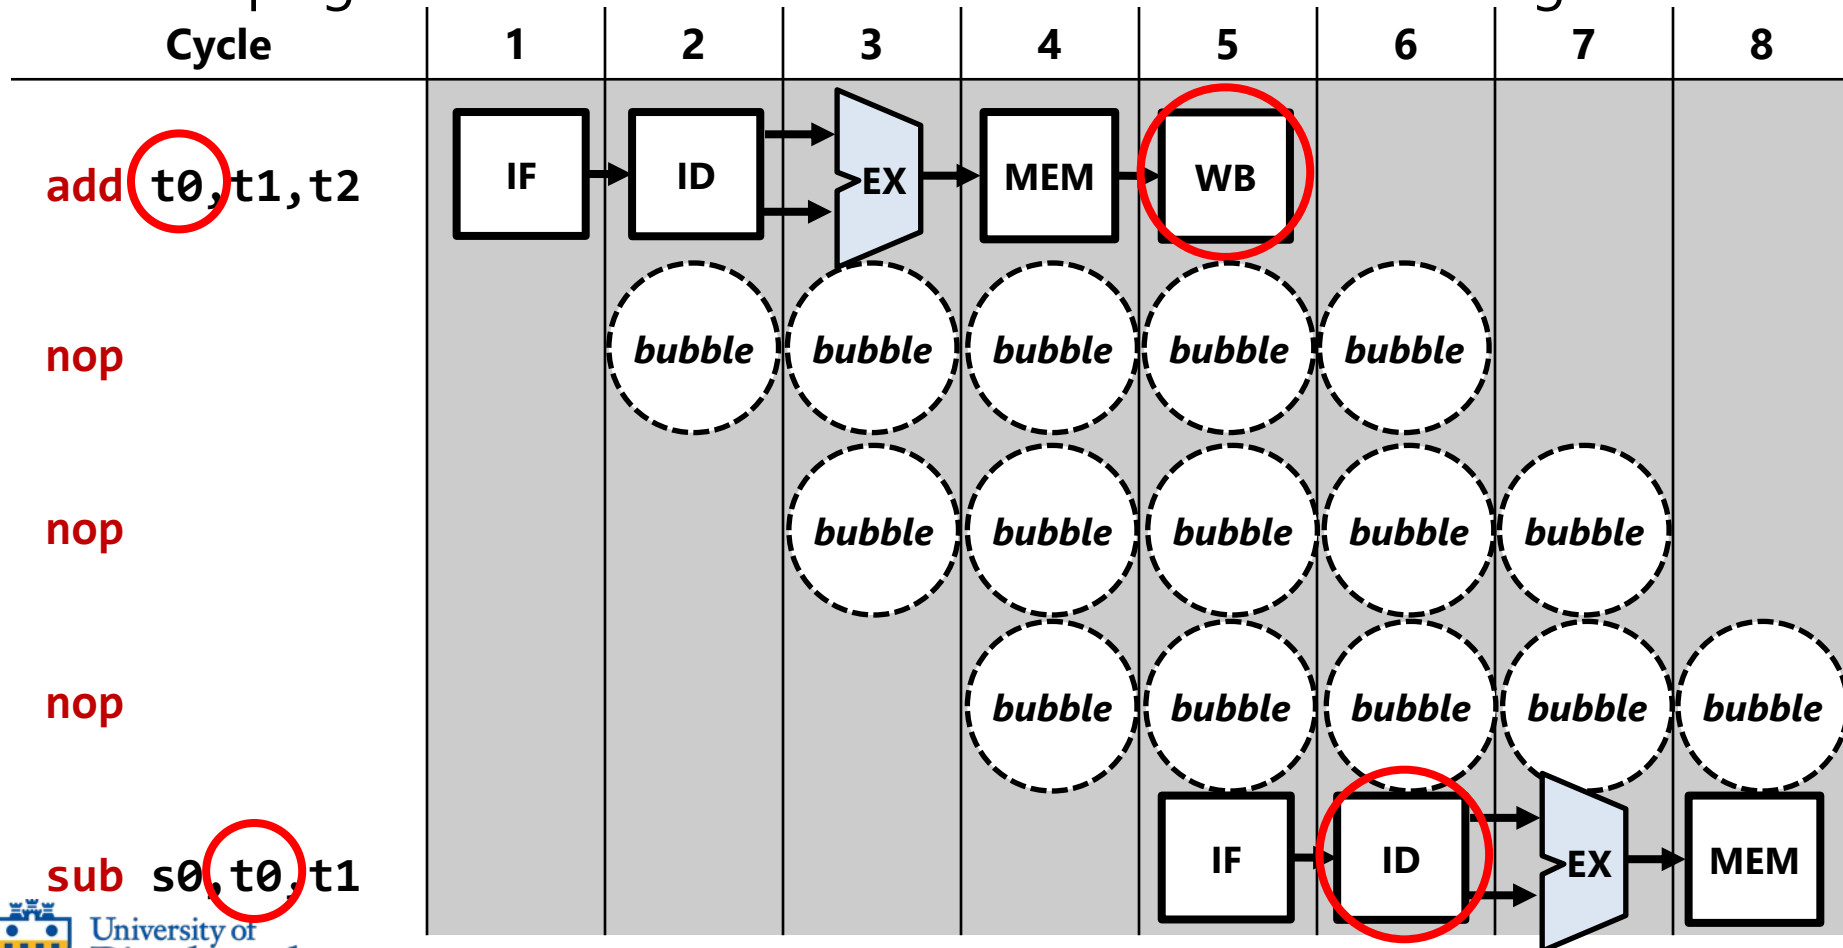 Cycle 1 2 3 4 5 6 7 8
add t0,t1,t2 IF ID EX MEM WB
nop bubble bubble bubble bubble bubble
nop bubble bubble bubble bubble bubble
nop bubble bubble bubble bubble bubble
sub s0,t0,t1 IF ID EX MEM
University of